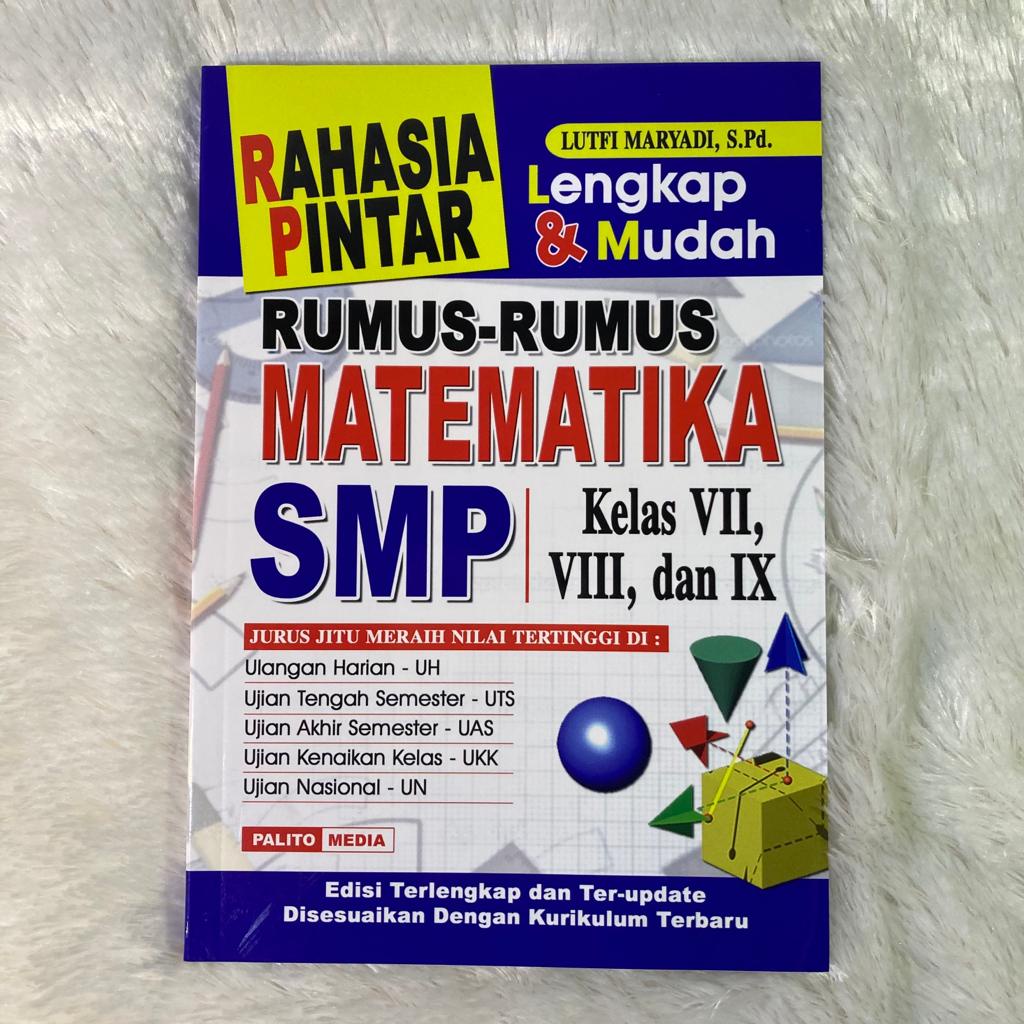 RAHASIA
PINTAR
LUTFI MARYADI, S.Pd.
Lengkap
& Mudah
RUMUS-RUMUS
MATEMATIKA
SMP
Kelas VII,
VIII, dan IX
JURUS JITU MERAIH NILAI TERTINGGI DI :
Ulangan Harian - UH
Ujian Tengah Semester - UTS
Ujian Akhir Semester - UAS
Ujian Kenaikan Kelas - UKK
Ujian Nasional - UN
PALITO MEDIA
Edisi Terlengkap dan Ter-update
Disesuaikan Dengan Kurikulum Terbaru